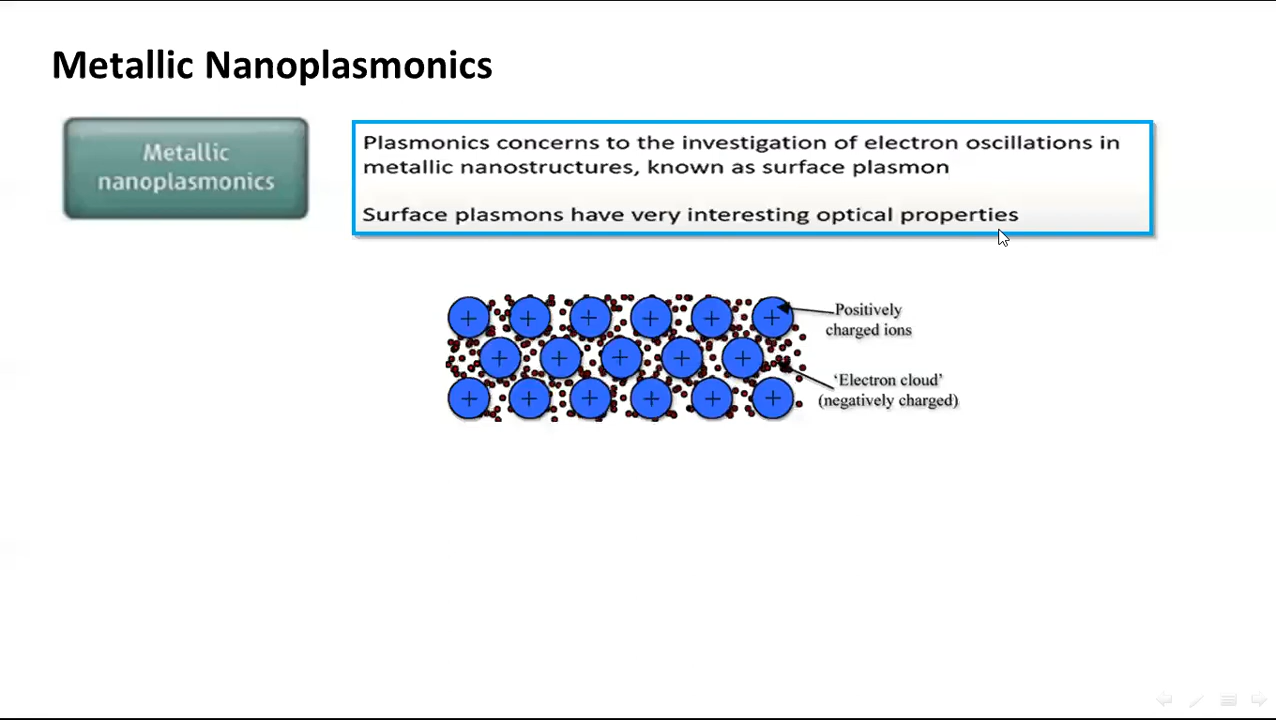 Metallic Nanoplasmonics
Metallic
nanoplasmonics
Plasmonics concerns to the investigation of electron oscillations in
metallic nanostructures, known as surface plasmon
Surface plasmons have very interesting optical properties
+ + + + + +
+ + + + +
+ + + + + +
Positively
charged ions
‘Electron cloud’
(negatively charged)